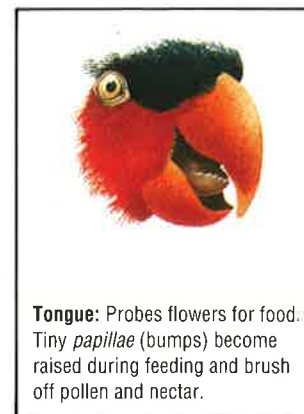 Tongue: Probes flowers for food.
Tiny papillae (bumps) become
raised during feeding and brush
off pollen and nectar.